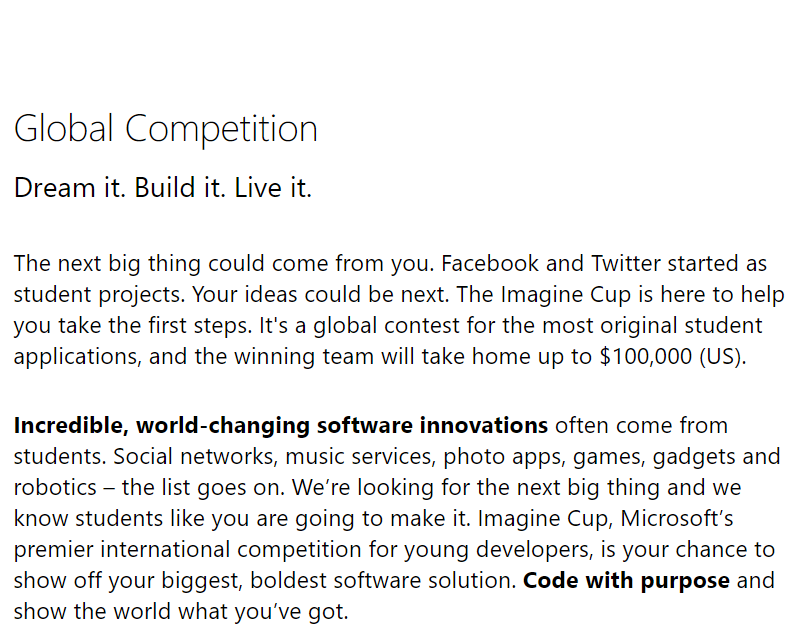 Global Competition
Dream it. Build it. Live it.
The next big thing could come from you. Facebook and Twitter started as
student projects. Your ideas could be next. The Imagine Cup is here to help
you take the first steps. It's a global contest for the most original student
applications, and the winning team will take home up to $100,000 (US).
Incredible, world-changing software innovations often come from
students. Social networks, music services, photo apps, games, gadgets and
robotics – the list goes on. We’re looking for the next big thing and we
know students like you are going to make it. Imagine Cup, Microsoft’s
premier international competition for young developers, is your chance to
show off your biggest, boldest software solution. Code with purpose and
show the world what you’ve got.